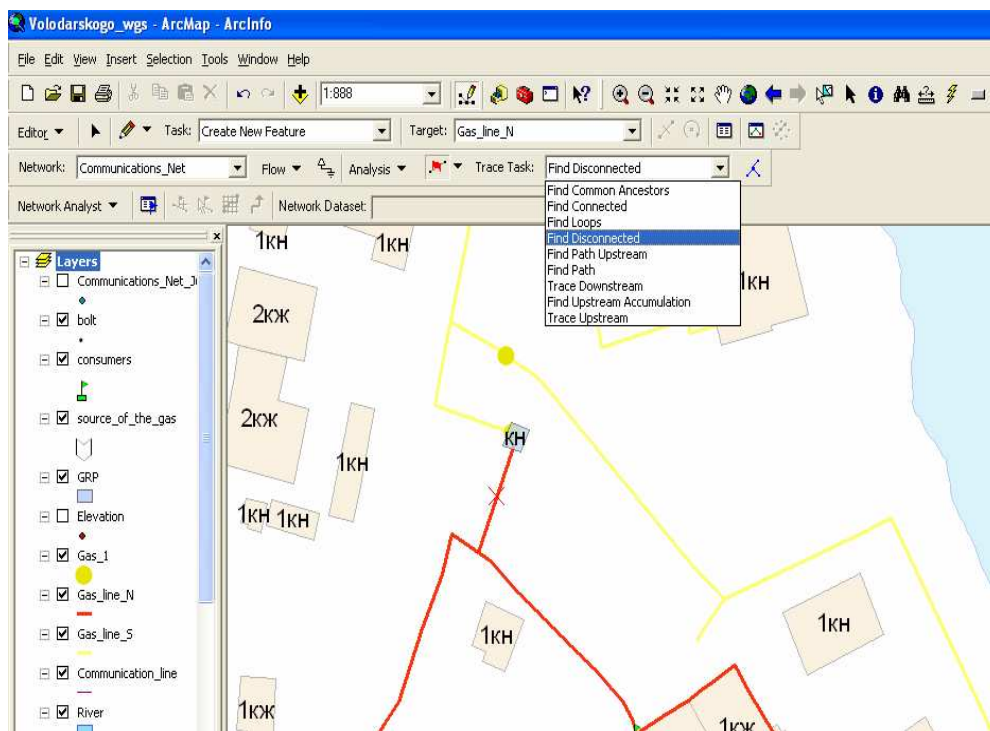 Volodarskogo_wgs - ArcMap - ArcInfo
File Edit View Insert Selection Tools Window Help
1:888
Editor Task: Create New Feature Target: Gas_line_N
Network: Communications_Net Flow Analysis Trace Task: Find Disconnected
Find Common Ancestors
Find Connected
Find Loops
Find Disconnected
Find Path Upstream
Find Path
Trace Downstream
Find Upstream Accumulation
Trace Upstream
Network Analyst Network Dataset:
Layers
Communications_Net_Ju
bolt
consumers
source_of_the_gas
GRP
Elevation
Gas_1
Gas_line_N
Gas_line_S
Communication_line
River
1кн
1кн
1кн
2кж
2кж
кн
1кн
1кн 1кн
1кн
1кн
1кж
1кж